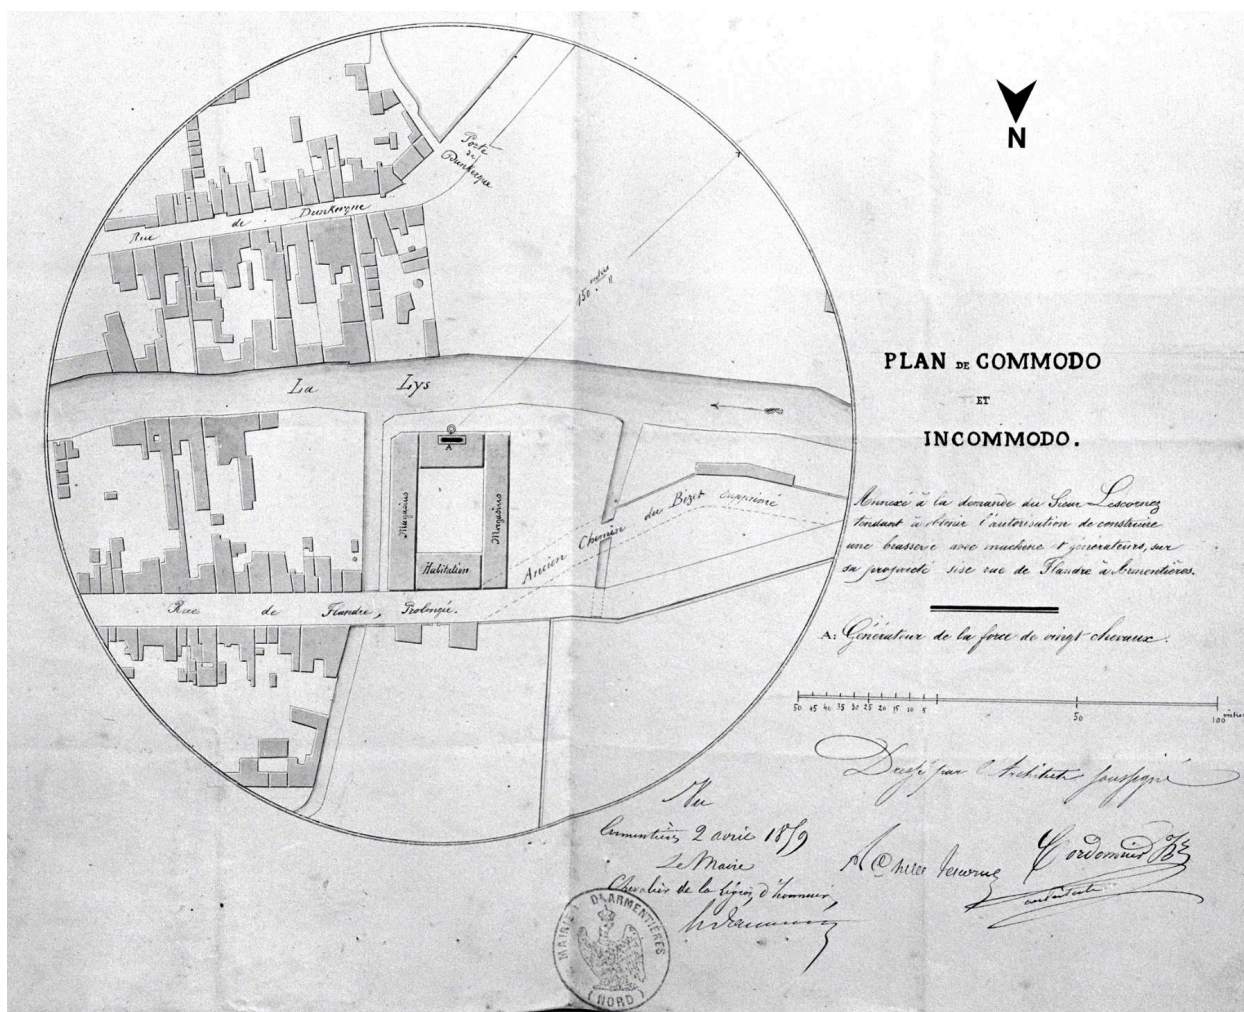 N
Porte
de
Dunkerque
Rue de Dunkerque
150 mètres
La Lys
A
Magasins
Magasins
Habitation
Ancien Chemin du Bizet Supprimé
Rue de Flandre, Prolongée.
PLAN DE COMMODO
ET
INCOMMODO.
Annexé à la demande du Sieur Lescornez
tendant à obtenir l'autorisation de construire
une brasserie avec machine & générateurs, sur
sa propriété sise rue de Flandre à Armentières.
A: Générateur de la force de vingt chevaux.
50 45 40 35 30 25 20 15 10 5 50 100 mètres
Dressé par l'Architecte soussigné
Vu
Armentières 2 avril 1859
Le Maire
Chevalier de la Légion d'honneur,
MAIRIE D'ARMENTIÈRES
(NORD)